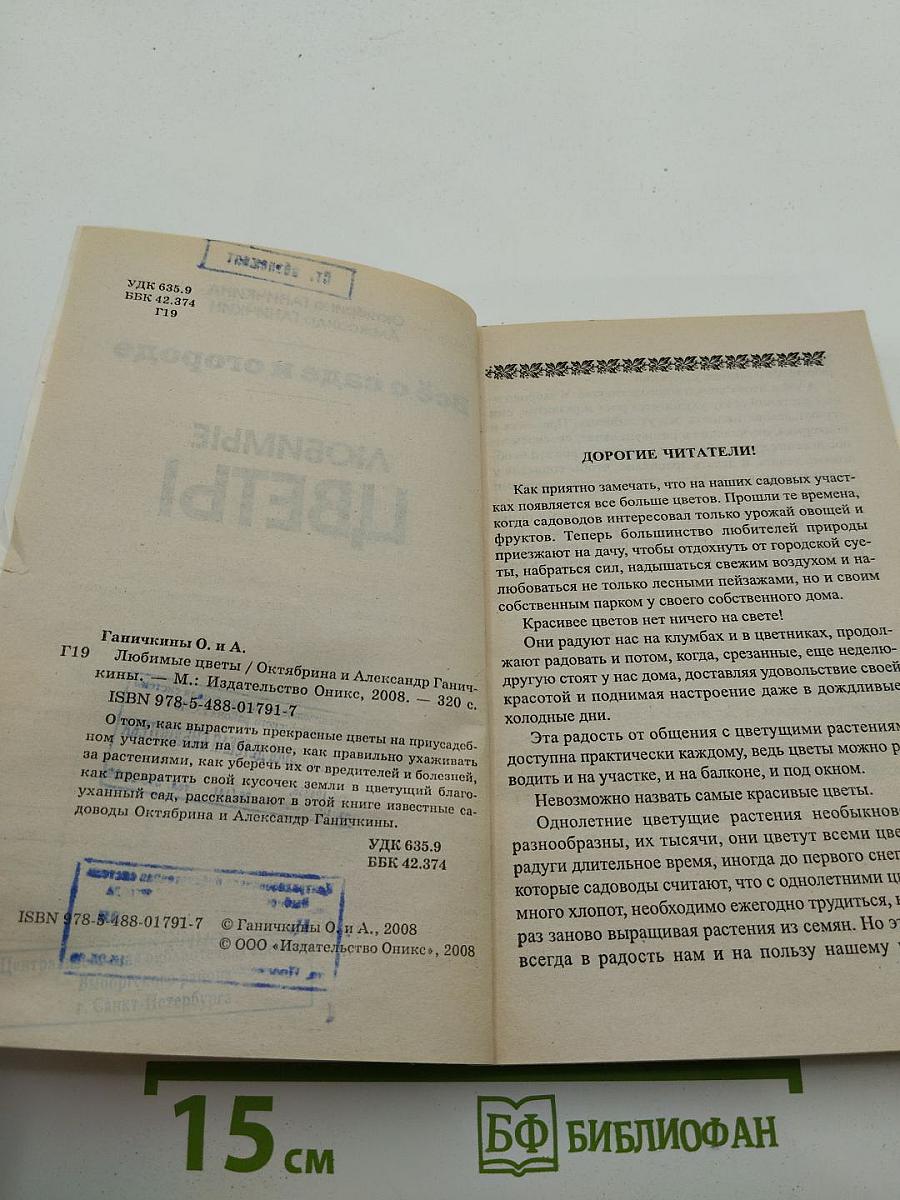 УДК 635.9
ББК 42.374
Г19
Ганичкины О. и А.
Г19 Любимые цветы / Октябрина и Александр Ганич-
кины. — М.: Издательство Оникс, 2008. — 320 с.
ISBN 978-5-488-01791-7
О том, как вырастить прекрасные цветы на приусадеб-
ном участке или на балконе, как правильно ухаживать
за растениями, как уберечь их от вредителей и болезней,
как превратить свой кусочек земли в цветущий благо-
уханный сад, рассказывают в этой книге известные са-
доводы Октябрина и Александр Ганичкины.
УДК 635.9
ББК 42.374
ISBN 978-5-488-01791-7 © Ганичкины О. и А., 2008
© ООО «Издательство Оникс», 2008
Выборгского района
г. Санкт-Петербурга
ДОРОГИЕ ЧИТАТЕЛИ!
Как приятно замечать, что на наших садовых участ-
ках появляется все больше цветов. Прошли те времена,
когда садоводов интересовал только урожай овощей и
фруктов. Теперь большинство любителей природы
приезжают на дачу, чтобы отдохнуть от городской суе-
ты, набраться сил, надышаться свежим воздухом и на-
любоваться не только лесными пейзажами, но и своим
собственным парком у своего собственного дома.
Красивее цветов нет ничего на свете!
Они радуют нас на клумбах и в цветниках, продол-
жают радовать и потом, когда, срезанные, еще неделю-
другую стоят у нас дома, доставляя удовольствие своей
красотой и поднимая настроение даже в дождливые
холодные дни.
Эта радость от общения с цветущими растениям
доступна практически каждому, ведь цветы можно р
водить и на участке, и на балконе, и под окном.
Невозможно назвать самые красивые цветы.
Однолетние цветущие растения необыкнов
разнообразны, их тысячи, они цветут всеми цве
радуги длительное время, иногда до первого снег
которые садоводы считают, что с однолетними ц
много хлопот, необходимо ежегодно трудиться,
раз заново выращивая растения из семян. Но эт
всегда в радость нам и на пользу нашему
15 см
БФ БИБЛИОФАН